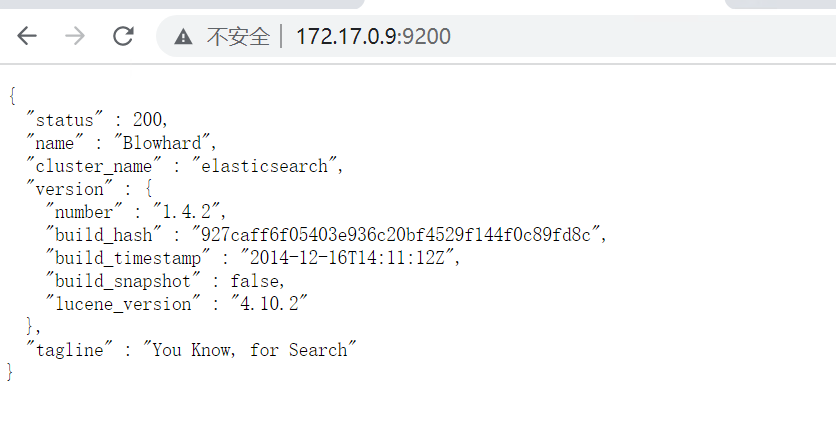 不安全 172.17.0.9:9200
{
"status" : 200,
"name" : "Blowhard",
"cluster_name" : "elasticsearch",
"version" : {
"number" : "1.4.2",
"build_hash" : "927caff6f05403e936c20bf4529f144f0c89fd8c",
"build_timestamp" : "2014-12-16T14:11:12Z",
"build_snapshot" : false,
"lucene_version" : "4.10.2"
},
"tagline" : "You Know, for Search"
}